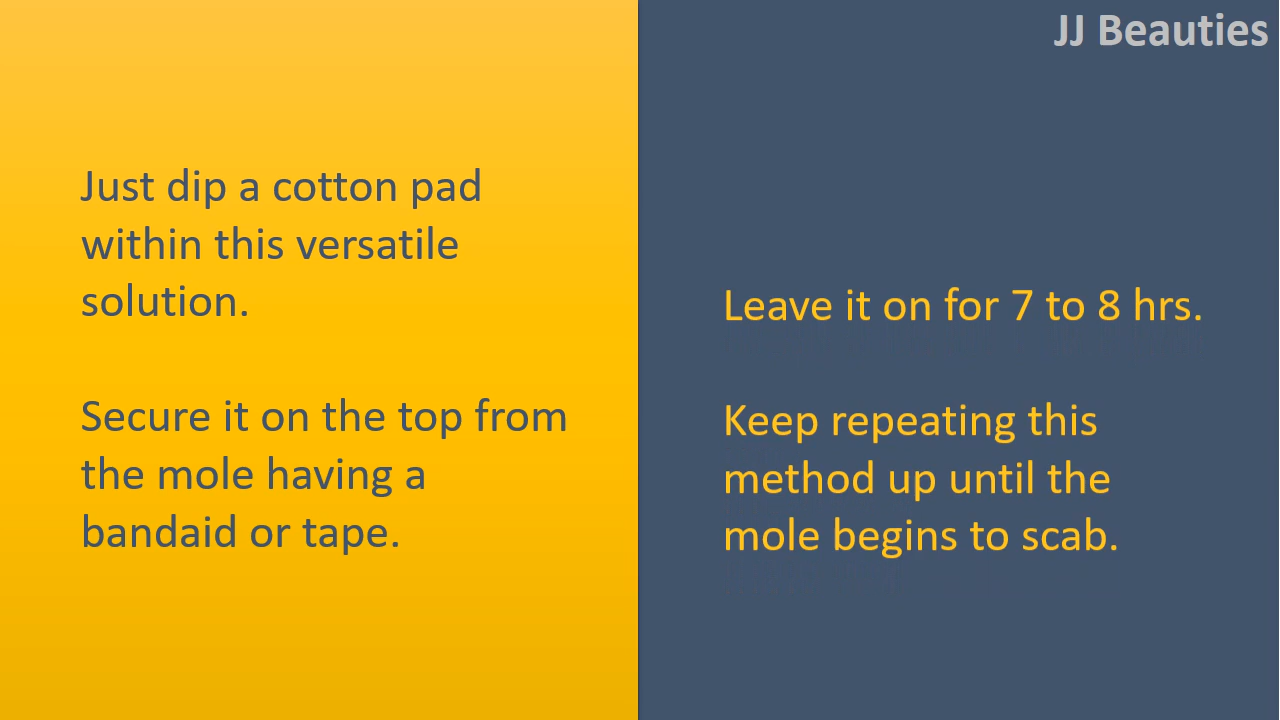 JJ Beauties
Just dip a cotton pad
within this versatile
solution.
Secure it on the top from
the mole having a
bandaid or tape.
Leave it on for 7 to 8 hrs.
Keep repeating this
method up until the
mole begins to scab.